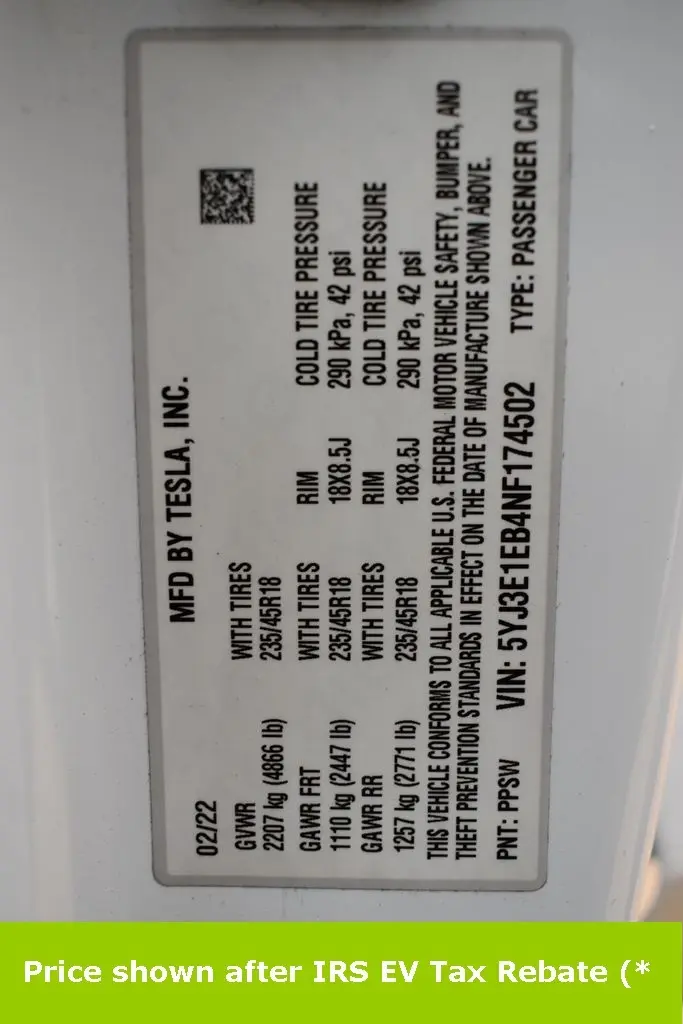 MFD BY TESLA, INC.
02/22
GVWR WITH TIRES
2207 kg (4866 lb) 235/45R18
GAWR FRT WITH TIRES RIM COLD TIRE PRESSURE
1110 kg (2447 lb) 235/45R18 18X8.5J 290 kPa, 42 psi
GAWR RR WITH TIRES RIM COLD TIRE PRESSURE
1257 kg (2771 lb) 235/45R18 18X8.5J 290 kPa, 42 psi
THIS VEHICLE CONFORMS TO ALL APPLICABLE U.S. FEDERAL MOTOR VEHICLE SAFETY, BUMPER, AND
THEFT PREVENTION STANDARDS IN EFFECT ON THE DATE OF MANUFACTURE SHOWN ABOVE.
PNT: PPSW VIN: 5YJ3E1EB4NF174502 TYPE: PASSENGER CAR
Price shown after IRS EV Tax Rebate (*